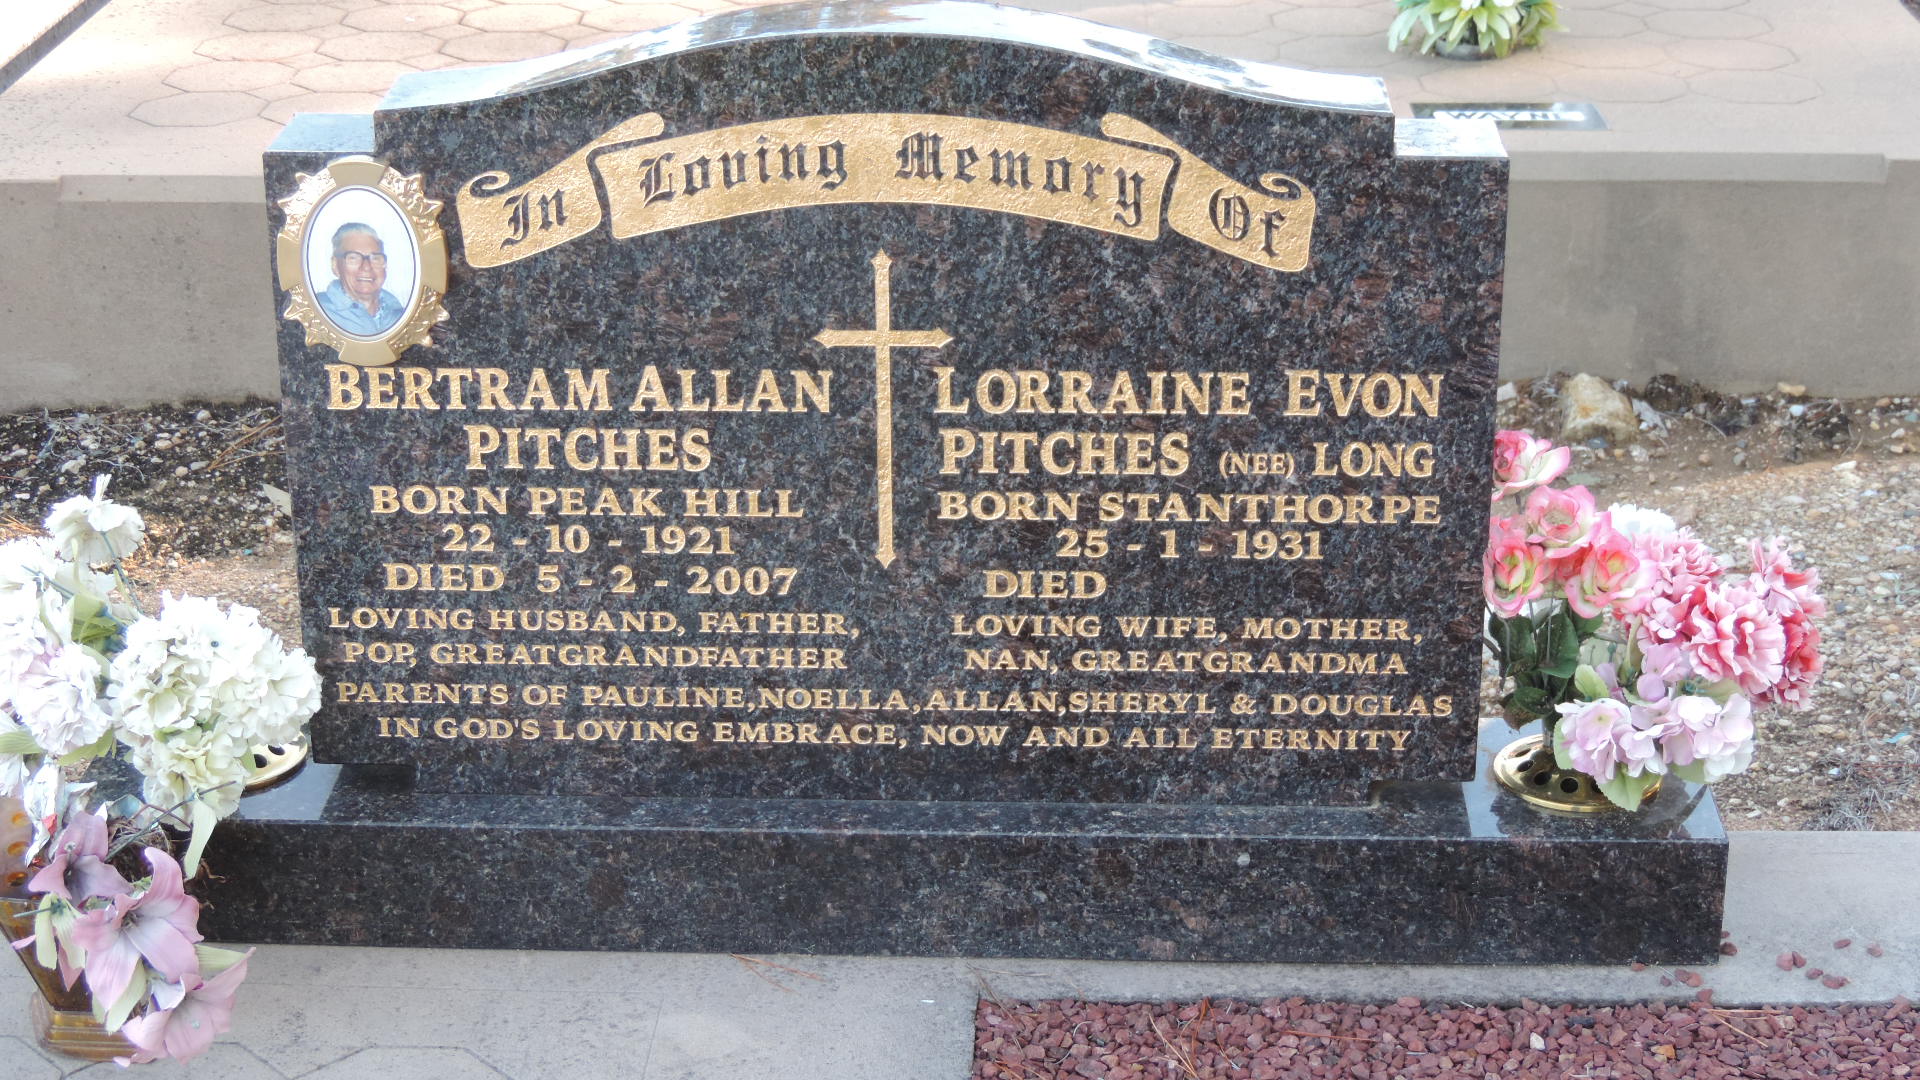 In Loving Memory Of
BERTRAM ALLAN
PITCHES
BORN PEAK HILL
22 - 10 - 1921
DIED 5 - 2 - 2007
LOVING HUSBAND, FATHER,
POP, GREATGRANDFATHER
LORRAINE EVON
PITCHES (NEE) LONG
BORN STANTHORPE
25 - 1 - 1931
DIED
LOVING WIFE, MOTHER,
NAN, GREATGRANDMA
PARENTS OF PAULINE,NOELLA,ALLAN,SHERYL & DOUGLAS
IN GOD'S LOVING EMBRACE, NOW AND ALL ETERNITY